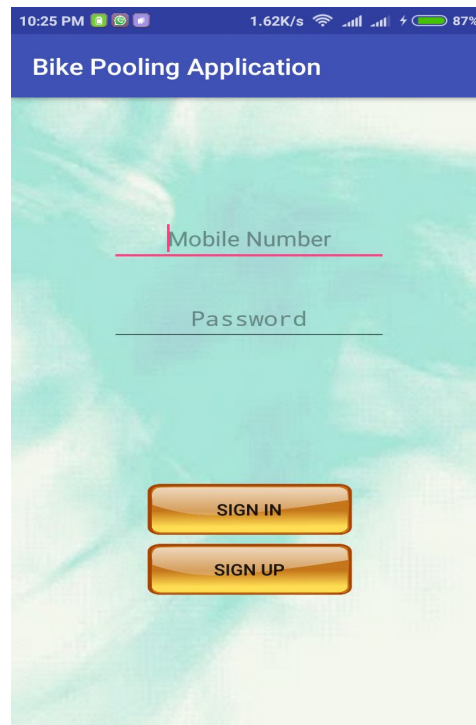 10:25 PM 1.62K/s 87%
Bike Pooling Application
Mobile Number
Password
SIGN IN
SIGN UP